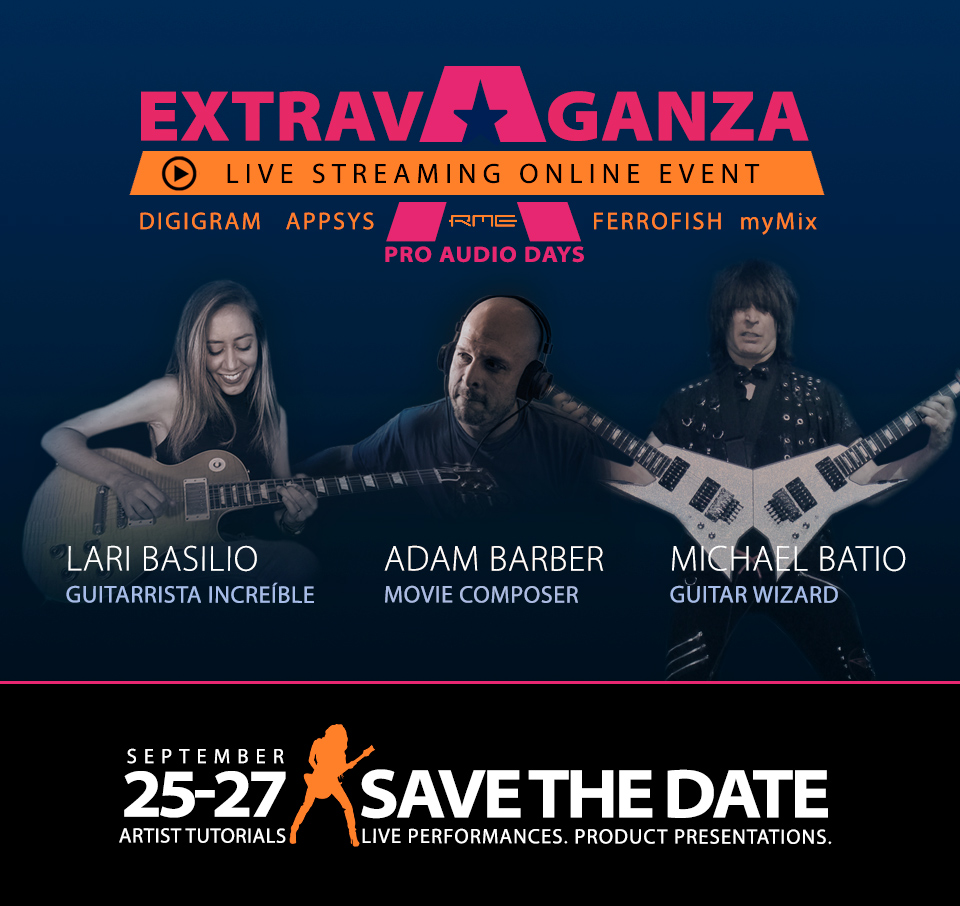 EXTRAVAGANZA
LIVE STREAMING ONLINE EVENT
DIGIGRAM APPSYS RME FERROFISH myMix
PRO AUDIO DAYS
LARI BASILIO ADAM BARBER MICHAEL BATIO
GUITARRISTA INCREÍBLE MOVIE COMPOSER GUITAR WIZARD
SEPTEMBER
25-27 SAVE THE DATE
ARTIST TUTORIALS LIVE PERFORMANCES. PRODUCT PRESENTATIONS.